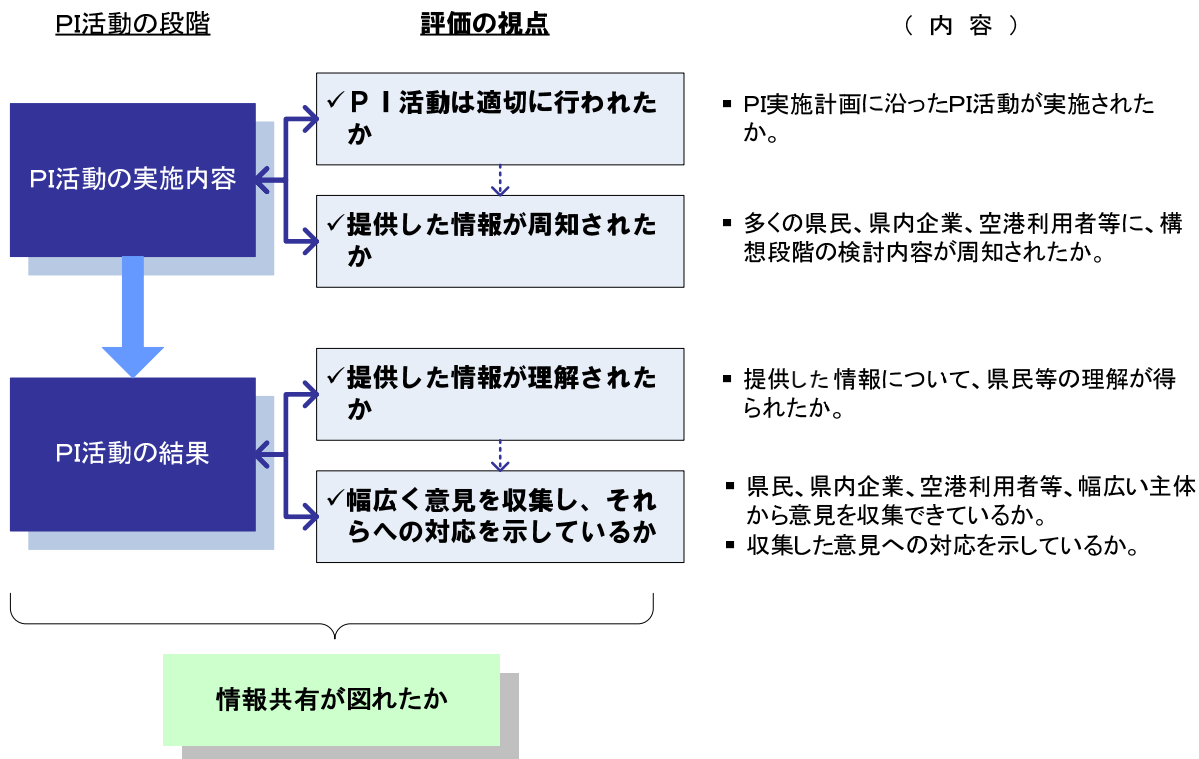 PI活動の段階
評価の視点
（ 内 容 ）
PI活動の実施内容
✓ＰＩ活動は適切に行われた
か
▪ PI実施計画に沿ったPI活動が実施された
か。
✓提供した情報が周知された
か
▪ 多くの県民、県内企業、空港利用者等に、構
想段階の検討内容が周知されたか。
PI活動の結果
✓提供した情報が理解された
か
▪ 提供した情報について、県民等の理解が得
られたか。
✓幅広く意見を収集し、それ
らへの対応を示しているか
▪ 県民、県内企業、空港利用者等、幅広い主体
から意見を収集できているか。
▪ 収集した意見への対応を示しているか。
情報共有が図れたか